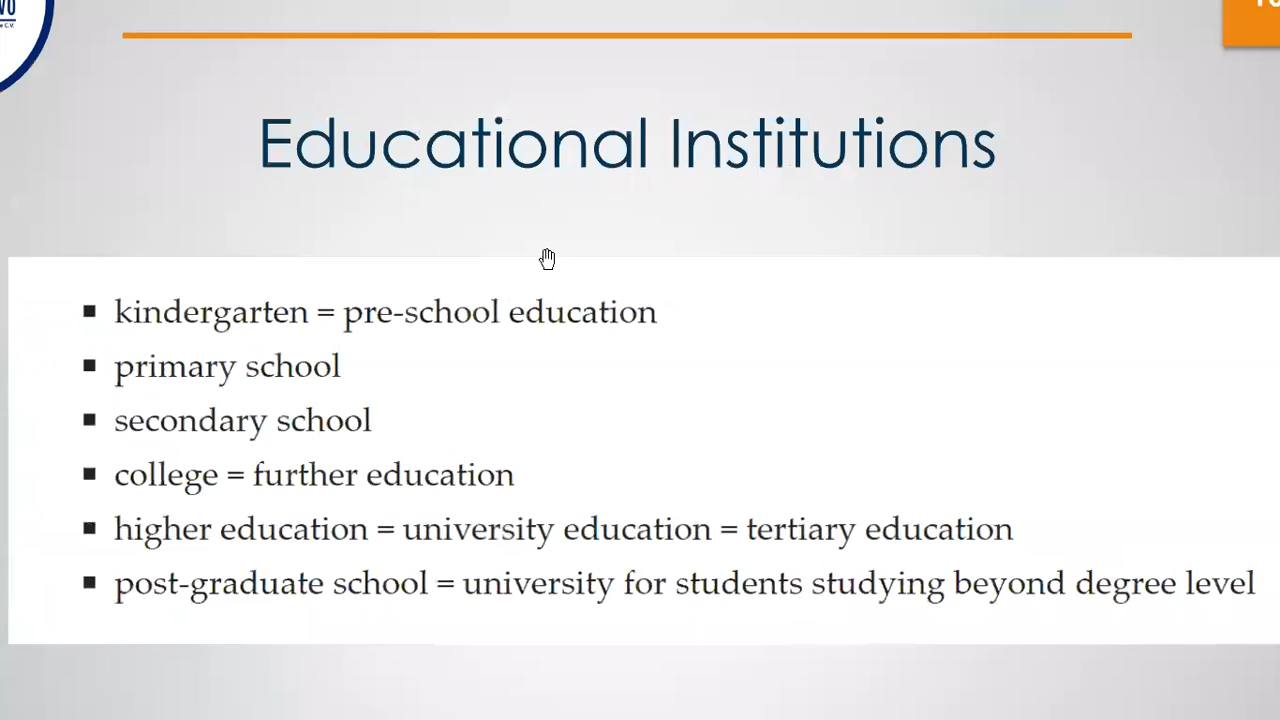 Educational Institutions
kindergarten = pre-school education
primary school
secondary school
college = further education
higher education = university education = tertiary education
post-graduate school = university for students studying beyond degree level